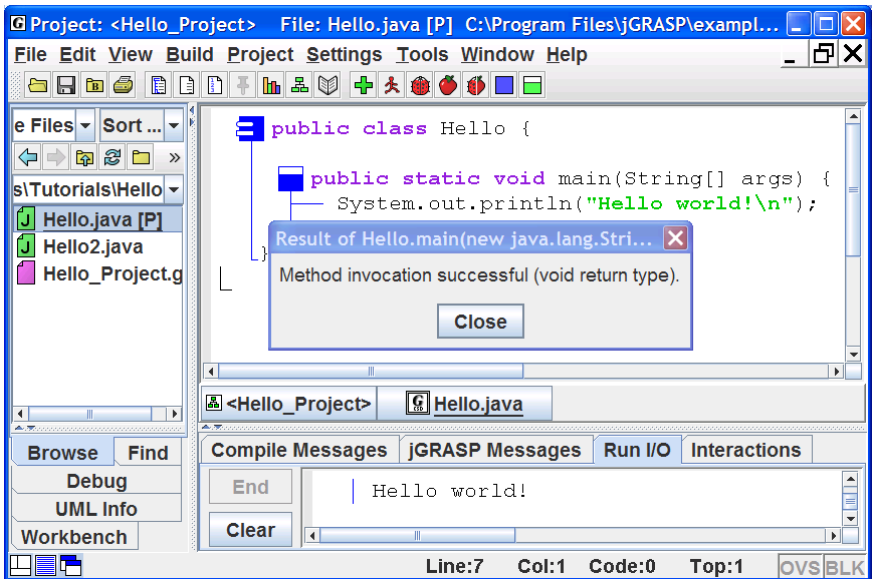 Project: <Hello_Project> File: Hello.java [P] C:\Program Files\jGRASP\exampl...
File Edit View Build Project Settings Tools Window Help
e Files Sort ...
s\Tutorials\Hello
Hello.java [P]
Hello2.java
Hello_Project.g
public class Hello {
public static void main(String[] args) {
System.out.println("Hello world!\n");
}
Result of Hello.main(new java.lang.Stri...
Method invocation successful (void return type).
Close
<Hello_Project> Hello.java
Browse Find
Debug
UML Info
Workbench
Compile Messages jGRASP Messages Run I/O Interactions
End
Clear
Hello world!
Line:7 Col:1 Code:0 Top:1 OVS BLK